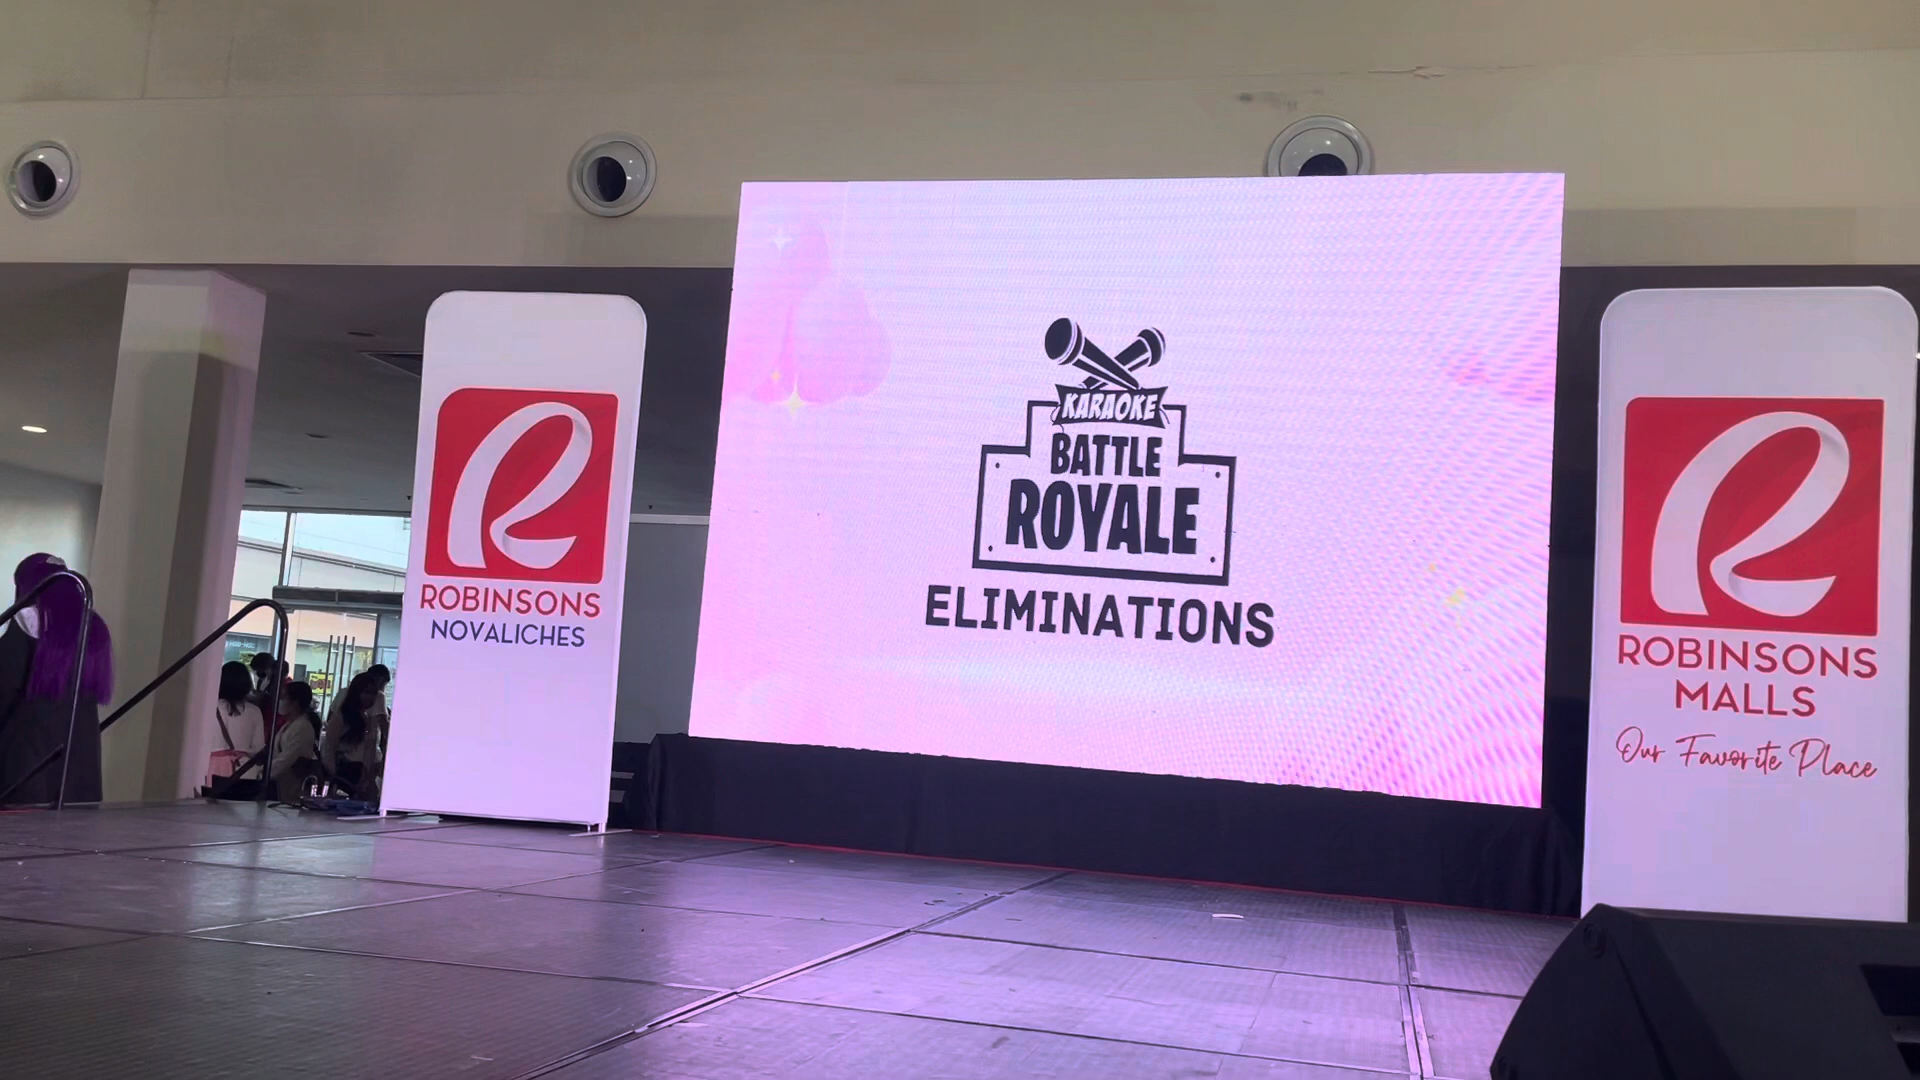 ROBINSONS
NOVALICHES
KARAOKE
BATTLE
ROYALE
ELIMINATIONS
ROBINSONS
MALLS
Our Favorite Place